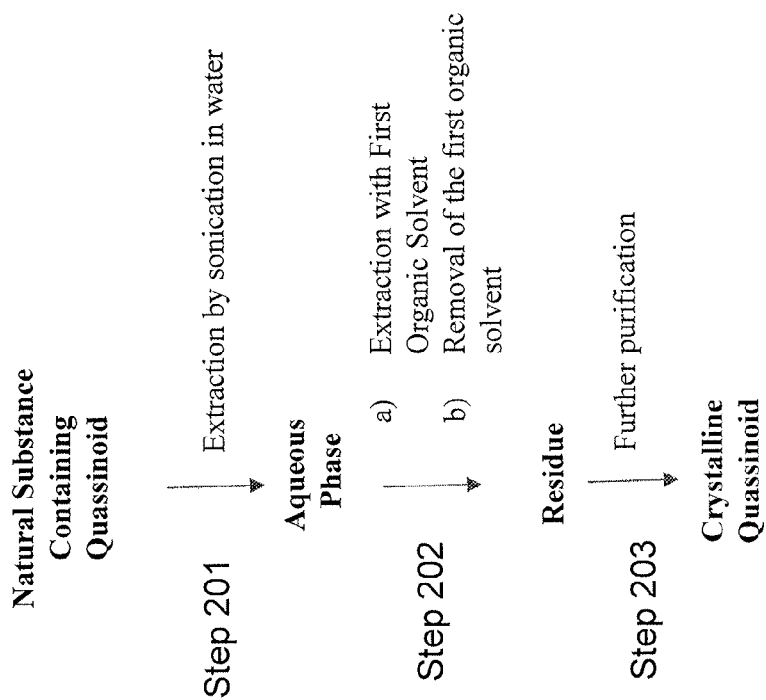 Natural Substance
Containing
Quassinoid
Step 201
Extraction by sonication in water
Aqueous
Phase
Step 202
a) Extraction with First
Organic Solvent
b) Removal of the first organic
solvent
Residue
Step 203
Further purification
Crystalline
Quassinoid